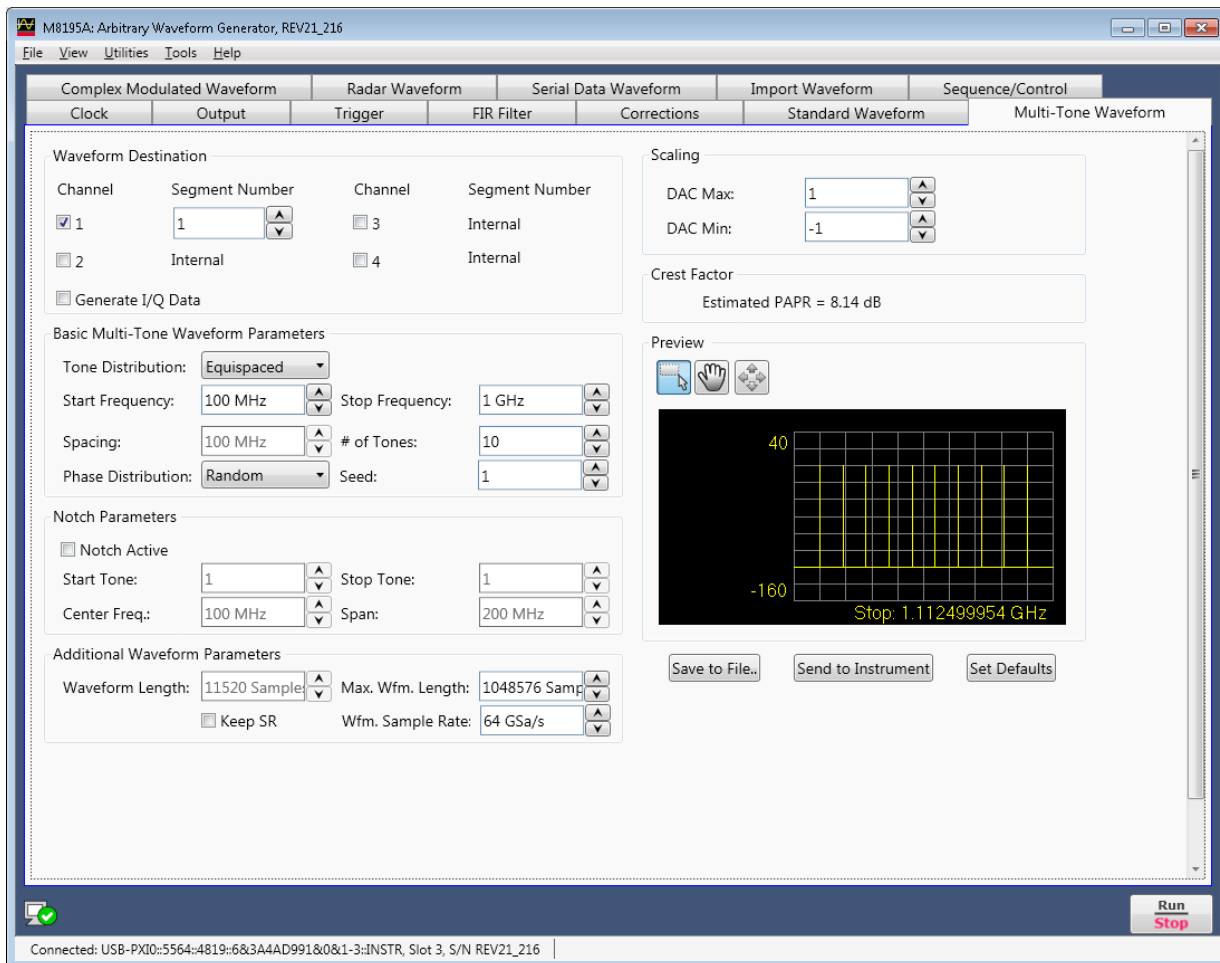 M8195A: Arbitrary Waveform Generator, REV21_216
File View Utilities Tools Help
Complex Modulated Waveform Radar Waveform Serial Data Waveform Import Waveform Sequence/Control
Clock Output Trigger FIR Filter Corrections Standard Waveform Multi-Tone Waveform
Waveform Destination
Channel Segment Number Channel Segment Number
1 1 3 Internal
2 Internal 4 Internal
Generate I/Q Data
Basic Multi-Tone Waveform Parameters
Tone Distribution: Equispaced
Start Frequency: 100 MHz Stop Frequency: 1 GHz
Spacing: 100 MHz # of Tones: 10
Phase Distribution: Random Seed: 1
Notch Parameters
Notch Active
Start Tone: 1 Stop Tone: 1
Center Freq.: 100 MHz Span: 200 MHz
Additional Waveform Parameters
Waveform Length: 11520 Samples Max. Wfm. Length: 1048576 Samp
Keep SR Wfm. Sample Rate: 64 GSa/s
Scaling
DAC Max: 1
DAC Min: -1
Crest Factor
Estimated PAPR = 8.14 dB
Preview
40
-160
Stop: 1.112499954 GHz
Save to File.. Send to Instrument Set Defaults
Run
Stop
Connected: USB-PXI0::5564::4819::6&3A4AD991&0&1-3::INSTR, Slot 3, S/N REV21_216